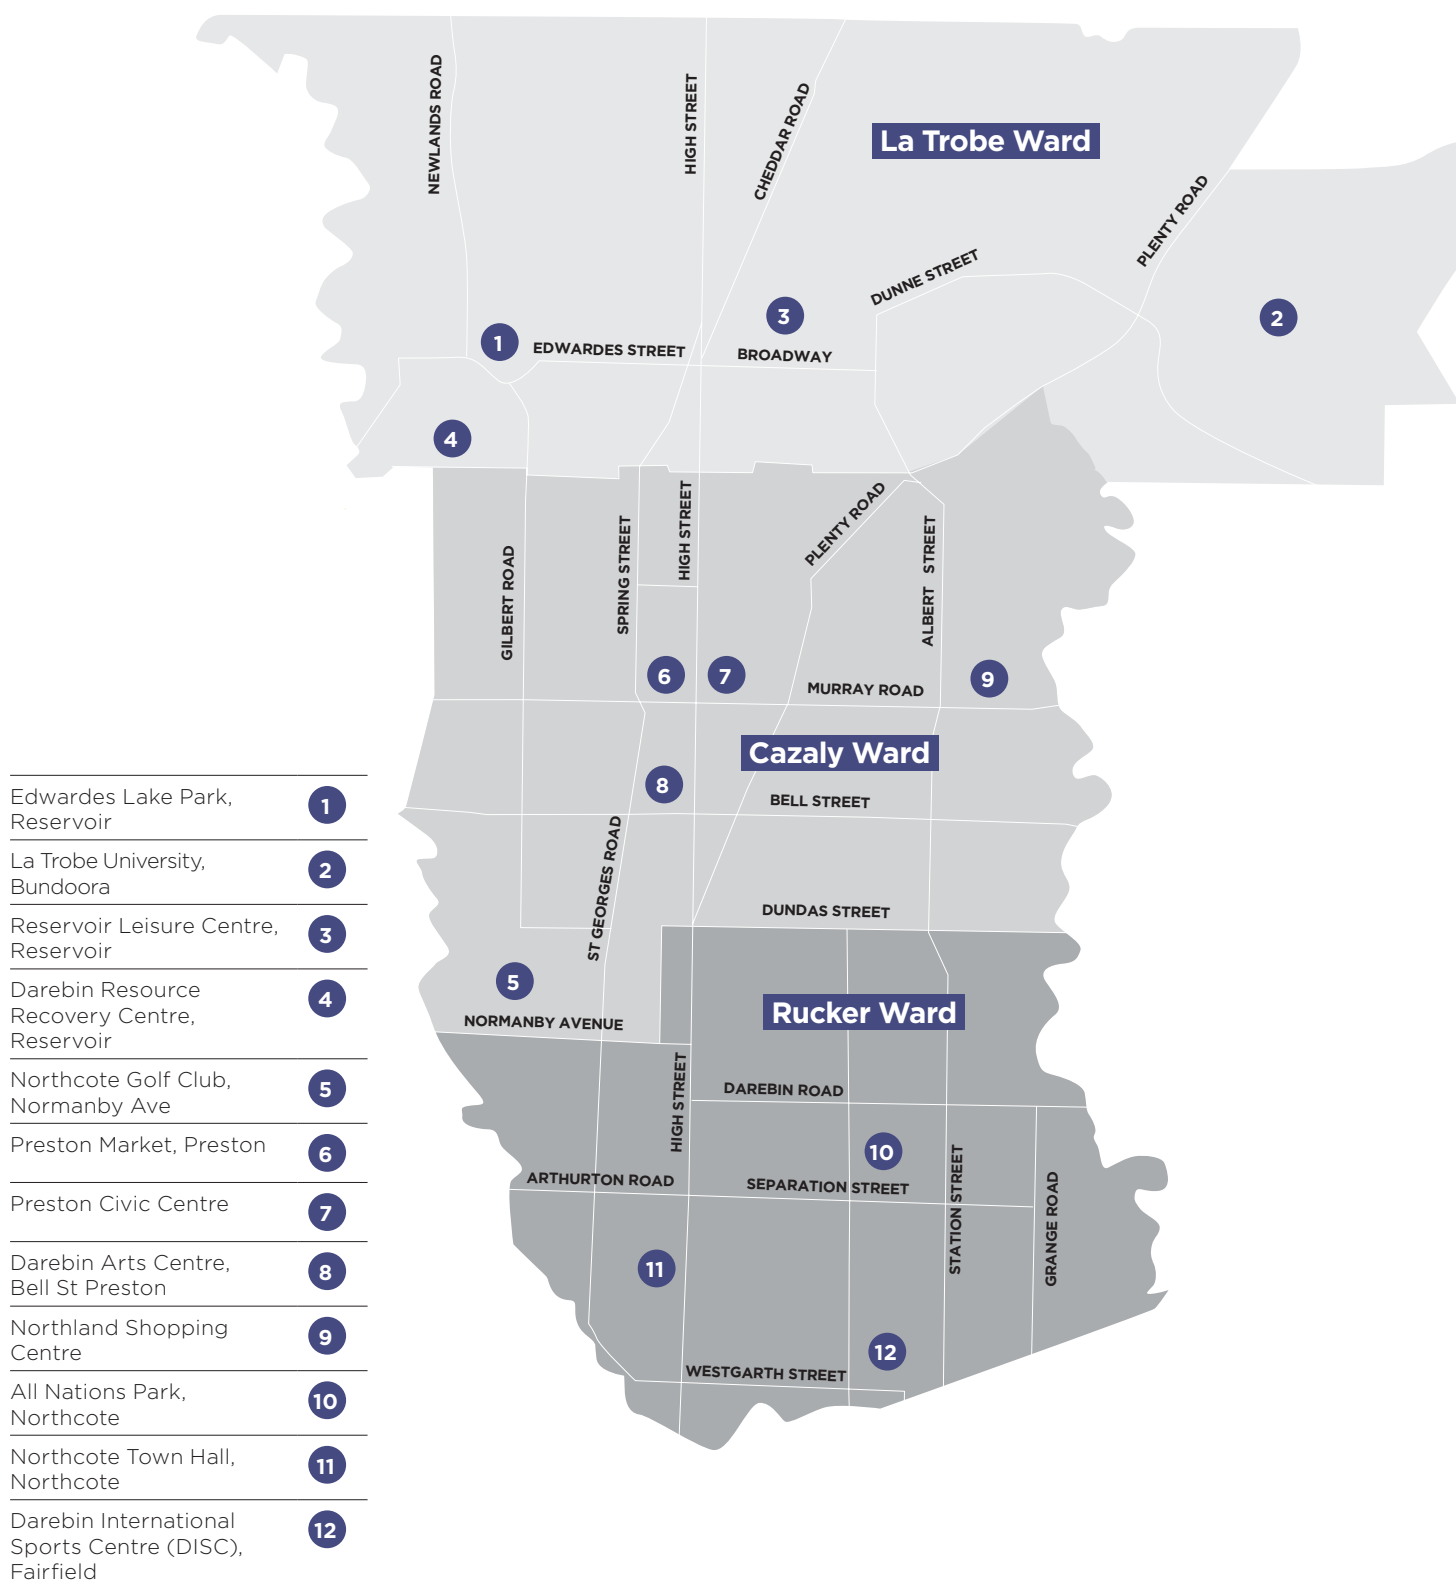 NEWLANDS ROAD
HIGH STREET
CHEDDAR ROAD
La Trobe Ward
PLENTY ROAD
DUNNE STREET
3
2
1
EDWARDES STREET
BROADWAY
4
GILBERT ROAD
SPRING STREET
HIGH STREET
PLENTY ROAD
ALBERT STREET
6
7
9
MURRAY ROAD
Cazaly Ward
8
BELL STREET
ST GEORGES ROAD
DUNDAS STREET
5
NORMANBY AVENUE
Rucker Ward
HIGH STREET
DAREBIN ROAD
10
ARTHURTON ROAD
SEPARATION STREET
STATION STREET
GRANGE ROAD
11
12
WESTGARTH STREET
Edwardes Lake Park,
Reservoir
1
La Trobe University,
Bundoora
2
Reservoir Leisure Centre,
Reservoir
3
Darebin Resource
Recovery Centre,
Reservoir
4
Northcote Golf Club,
Normanby Ave
5
Preston Market, Preston
6
Preston Civic Centre
7
Darebin Arts Centre,
Bell St Preston
8
Northland Shopping
Centre
9
All Nations Park,
Northcote
10
Northcote Town Hall,
Northcote
11
Darebin International
Sports Centre (DISC),
Fairfield
12